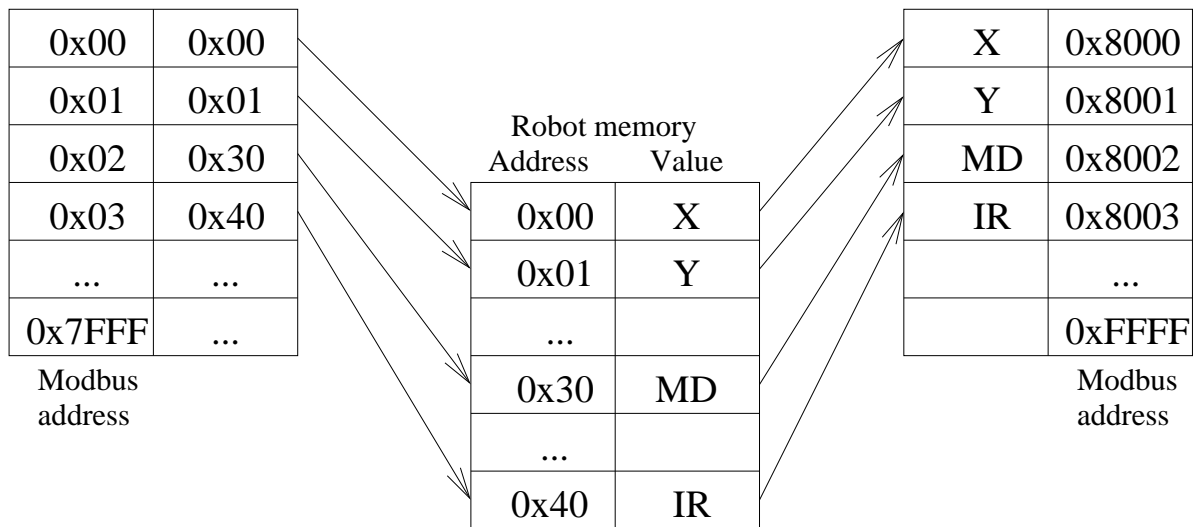 0x00 0x00
0x01 0x01
0x02 0x30
0x03 0x40
... ...
0x7FFF ...
Modbus
address
Robot memory
Address Value
0x00 X
0x01 Y
...
0x30 MD
...
0x40 IR
X 0x8000
Y 0x8001
MD 0x8002
IR 0x8003
...
0xFFFF
Modbus
address